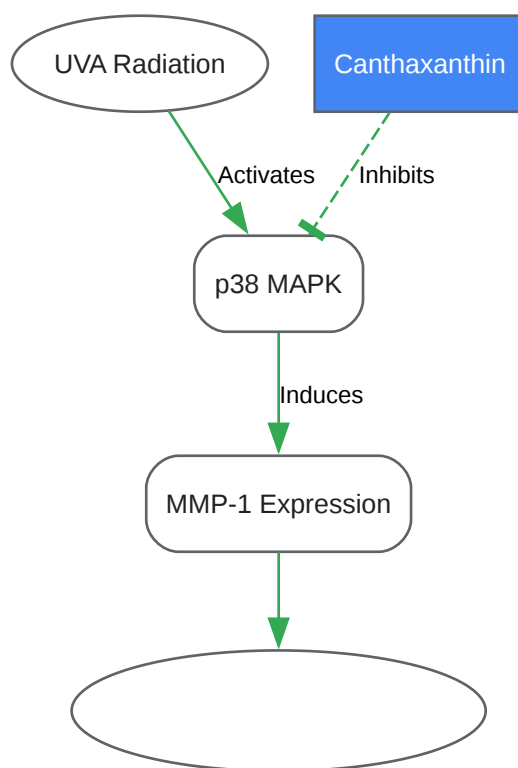 UVA Radiation
Canthaxanthin
Activates
Inhibits
p38 MAPK
Induces
MMP-1 Expression